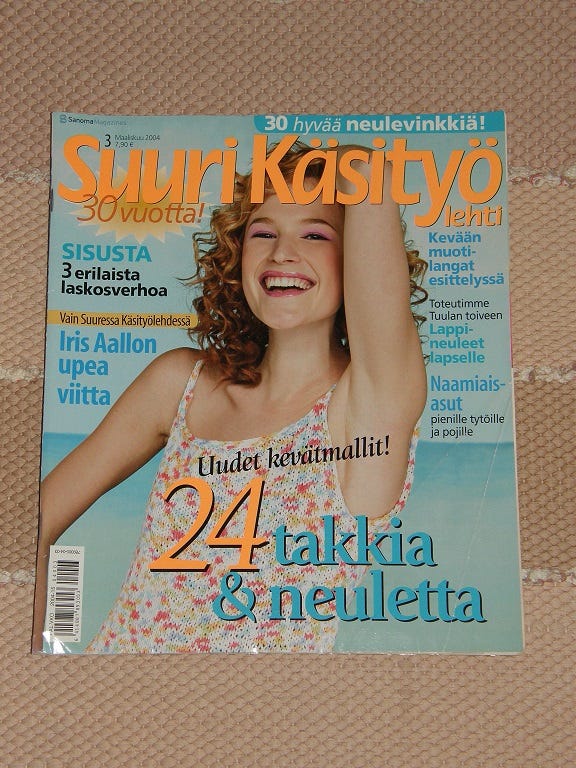 SanomaMagazines
30 hyvää neulevinkkiä!
3 Maaliskuu 2004
7,90 €
Suuri Käsityö
lehti
30 vuotta!
SISUSTA
3 erilaista
laskosverhoa
Vain Suuressa Käsityölehdessä
Iris Aallon
upea
viitta
Kevään
muoti-
langat
esittelyssä
Toteutimme
Tuulan toiveen
Lappi-
neuleet
lapselle
Naamiais-
asut
pienille tytöille
ja pojille
Uudet kevätmallit!
24 takkia
& neuletta